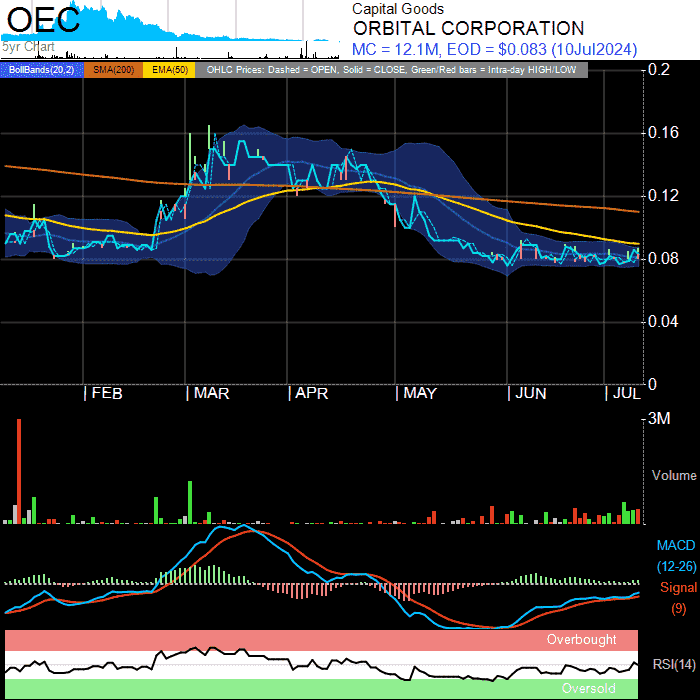 OEC
5yr Chart
Capital Goods
ORBITAL CORPORATION
MC = 12.1M, EOD = $0.083 (10Jul2024)
BollBands(20,2) SMA(200) EMA(50) OHLC Prices: Dashed = OPEN, Solid = CLOSE, Green/Red bars = Intra-day HIGH/LOW
0.2
0.16
0.12
0.08
0.04
0
FEB MAR APR MAY JUN JUL
3M
Volume
MACD
(12-26)
Signal
(9)
Overbought
RSI(14)
Oversold